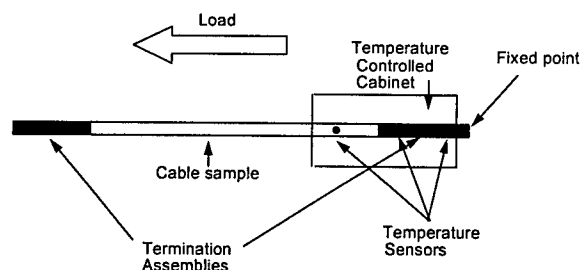 Load
Temperature
Controlled
Cabinet
Fixed point
Cable sample
Termination
Assemblies
Temperature
Sensors